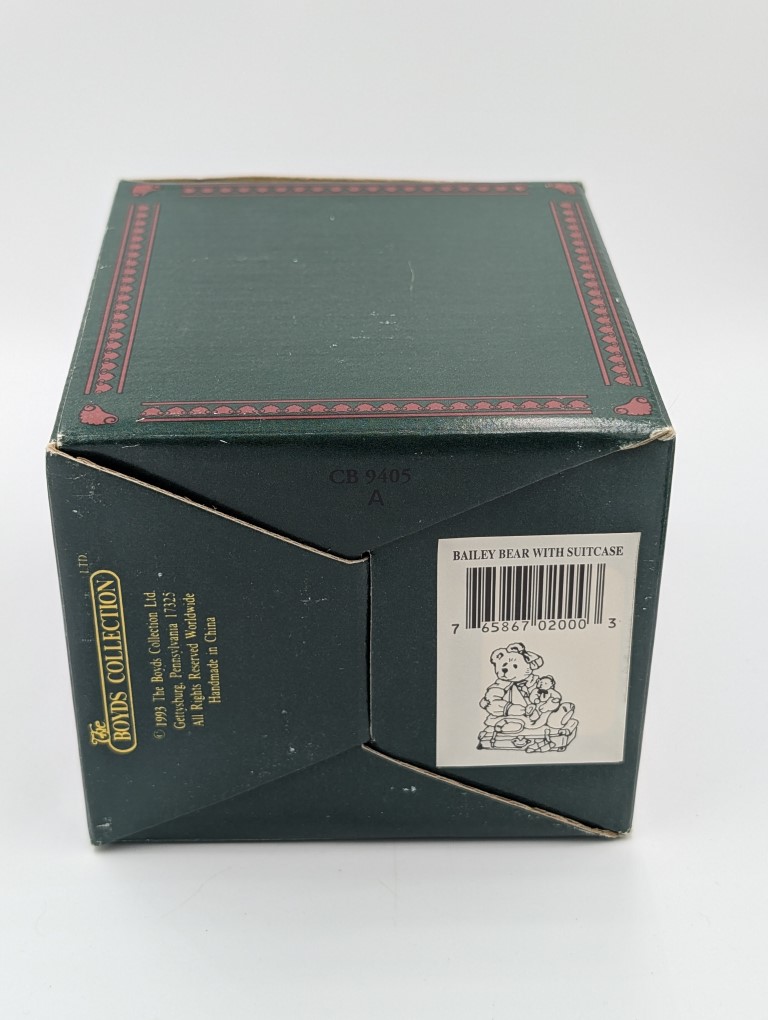 CB 9405
A
The
BOYDS COLLECTION
LTD.
© 1993 The Boyds Collection Ltd.
Gettysburg, Pennsylvania 17325
All Rights Reserved Worldwide
Handmade in China
BAILEY BEAR WITH SUITCASE
7 65867 02000 3